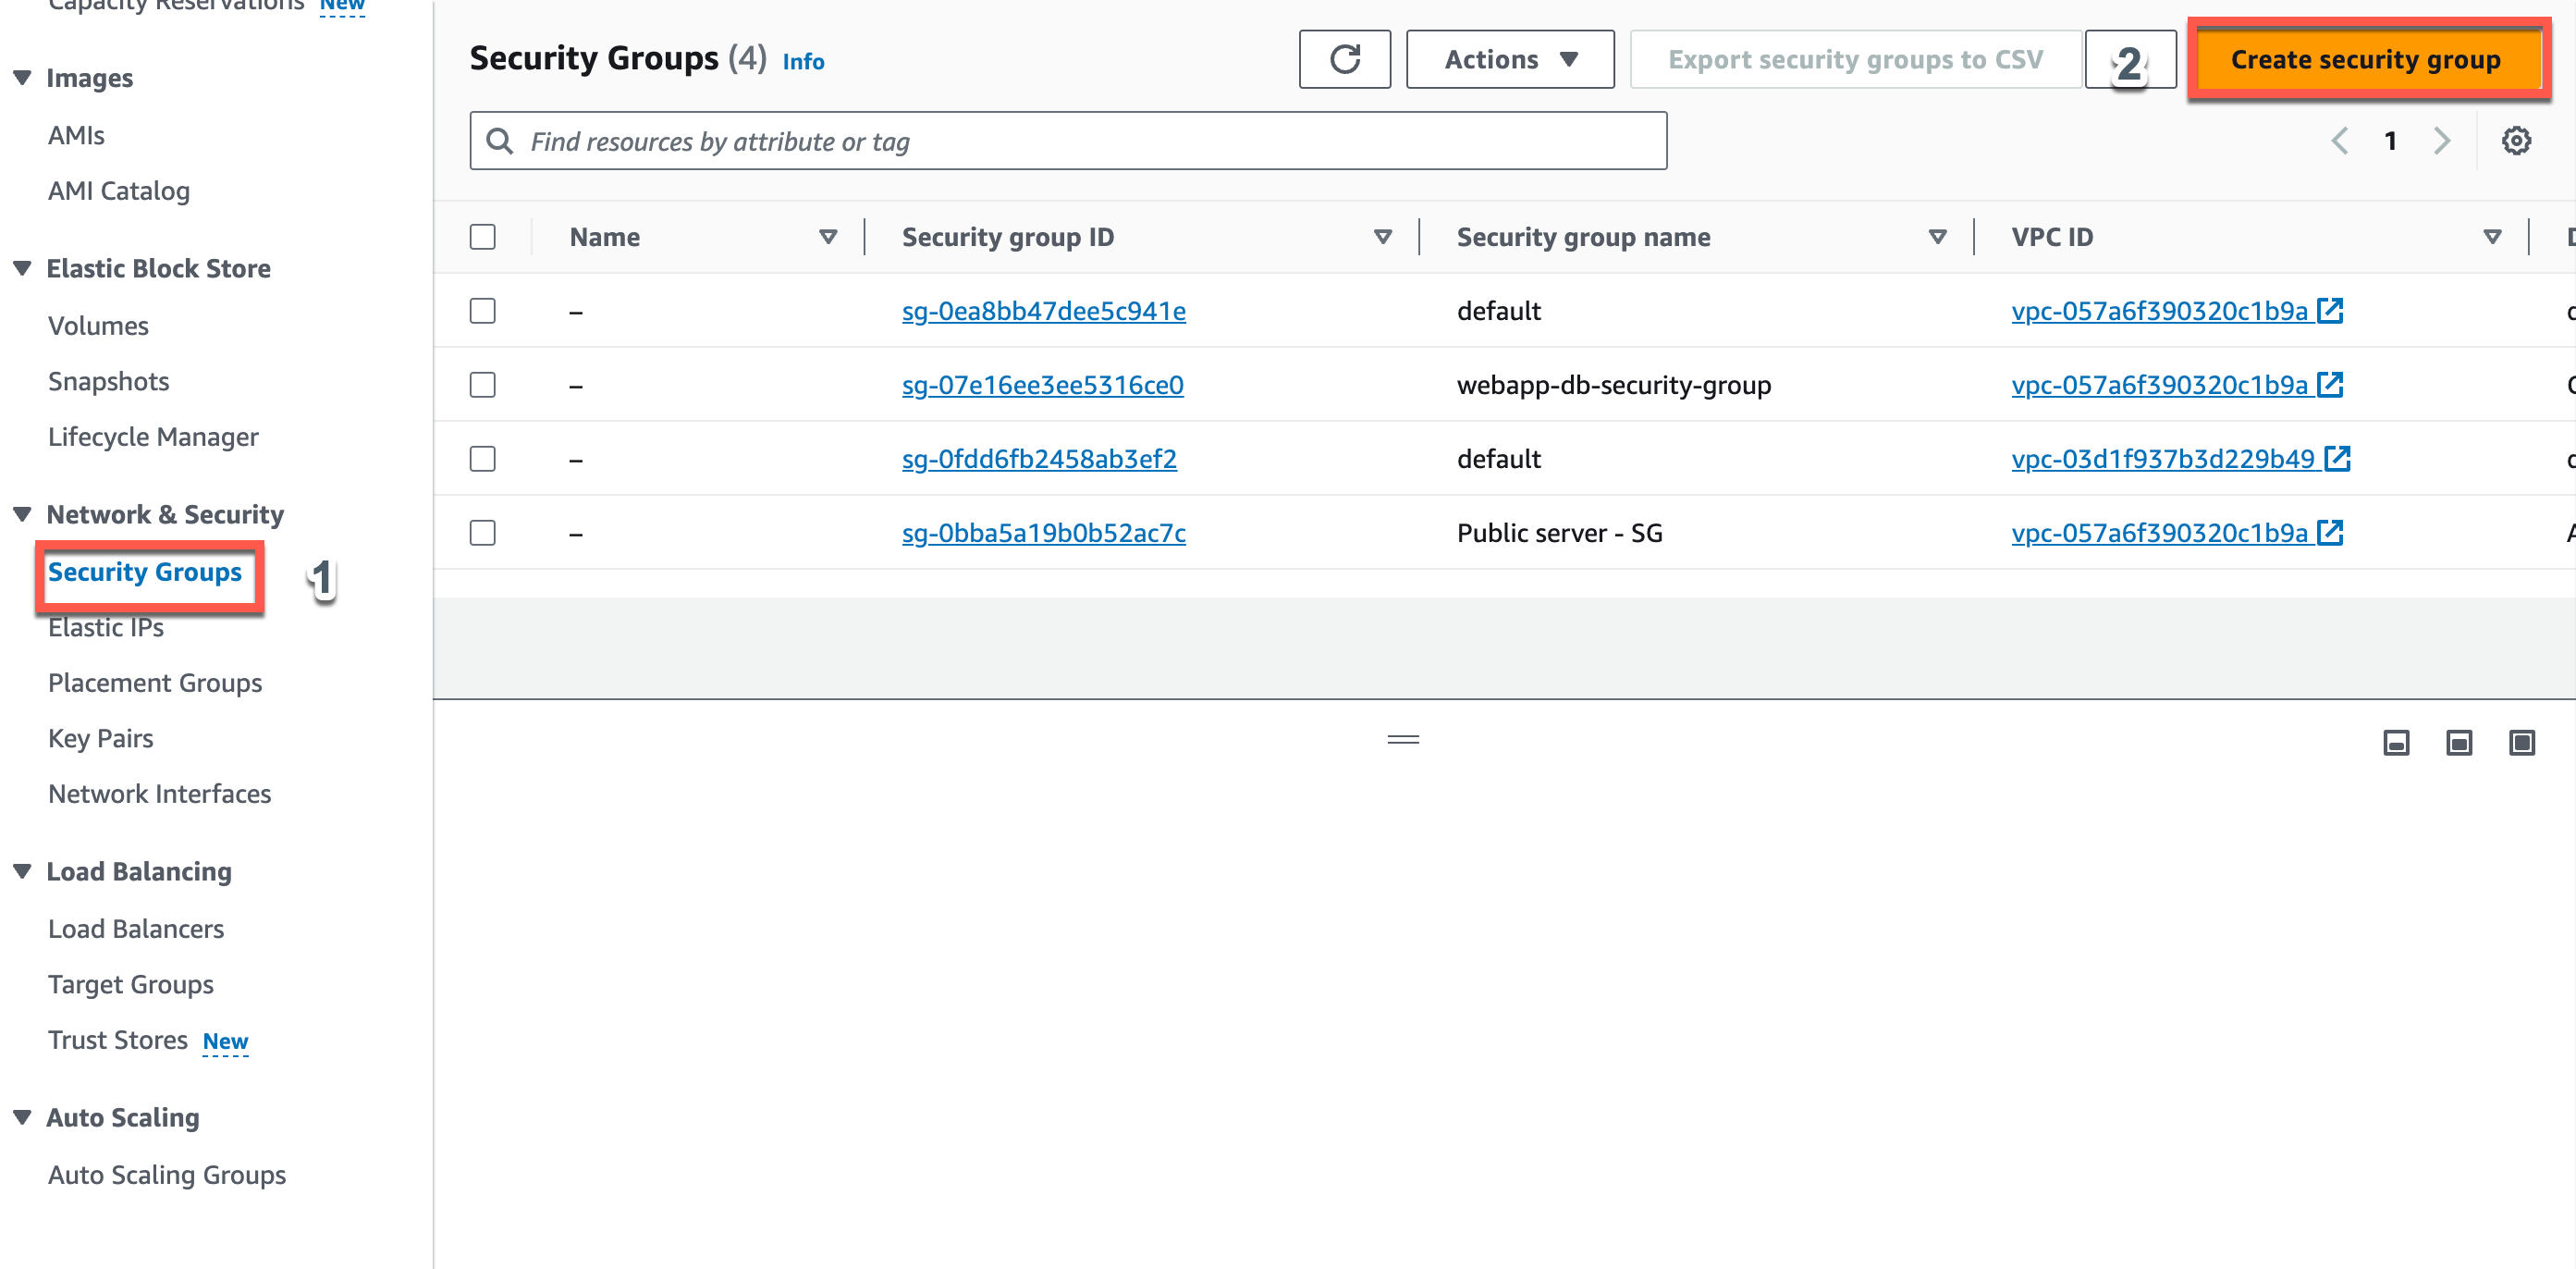 Capacity Reservations New
Images
AMIs
AMI Catalog
Elastic Block Store
Volumes
Snapshots
Lifecycle Manager
Network & Security
Security Groups 1
Elastic IPs
Placement Groups
Key Pairs
Network Interfaces
Load Balancing
Load Balancers
Target Groups
Trust Stores New
Auto Scaling
Auto Scaling Groups
Security Groups (4) Info
Actions Export security groups to CSV 2 Create security group
Find resources by attribute or tag 1
Name Security group ID Security group name VPC ID
– sg-0ea8bb47dee5c941e default vpc-057a6f390320c1b9a
– sg-07e16ee3ee5316ce0 webapp-db-security-group vpc-057a6f390320c1b9a
– sg-0fdd6fb2458ab3ef2 default vpc-03d1f937b3d229b49
– sg-0bba5a19b0b52ac7c Public server - SG vpc-057a6f390320c1b9a